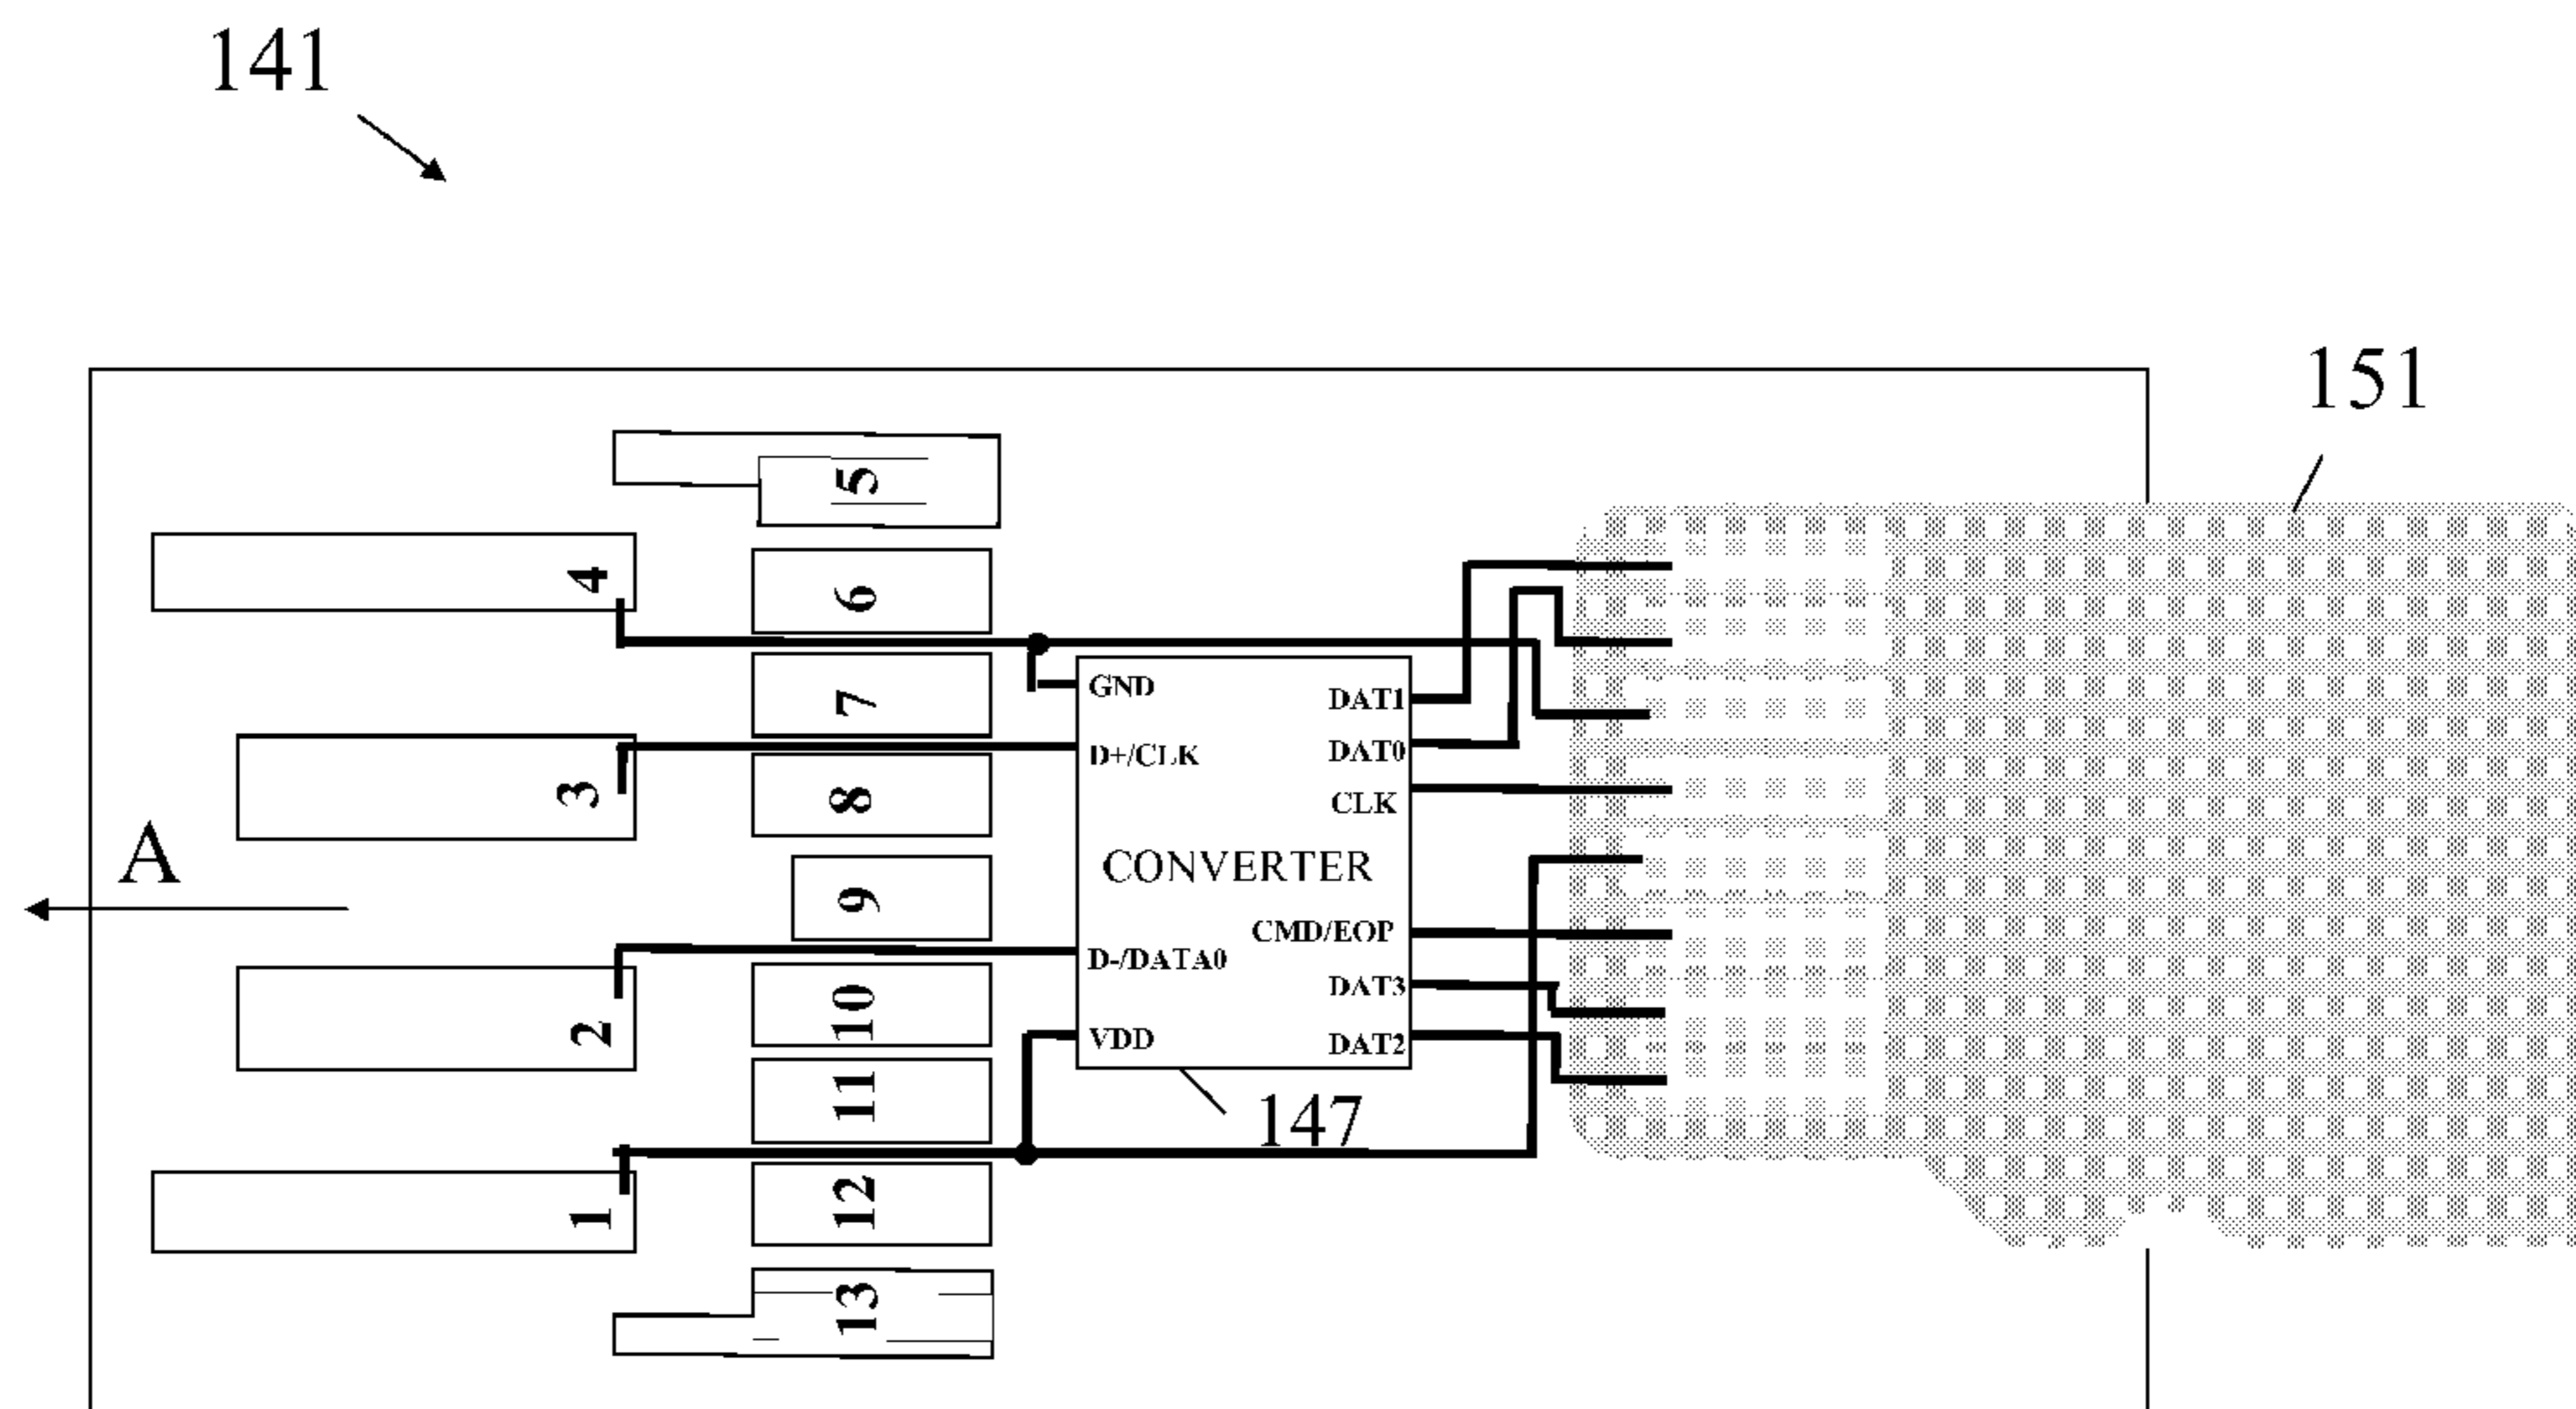 141
151
5
4
6
GND
DAT1
7
DAT0
D+/CLK
3
8
CLK
A
CONVERTER
9
CMD/EOP
D-/DATA0
DAT3
10
2
VDD
DAT2
11
147
1
12
13